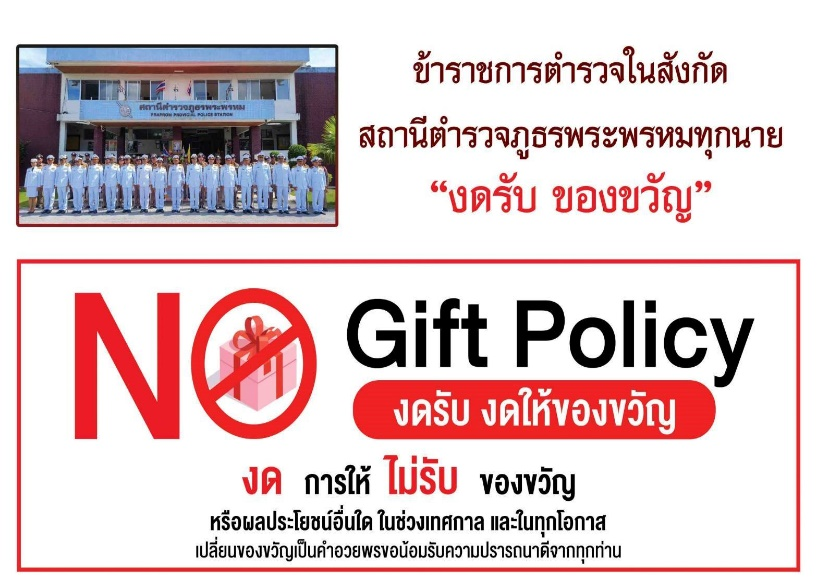 สถานีตำรวจภูธรพระพรหม
PRAPROM PROVINCIAL POLICE STATION
ข้าราชการตำรวจในสังกัด
สถานีตำรวจภูธรพระพรหมทุกนาย
“งดรับ ของขวัญ”
NO Gift Policy
งดรับ งดให้ของขวัญ
งด การให้ ไม่รับ ของขวัญ
หรือผลประโยชน์อื่นใด ในช่วงเทศกาล และในทุกโอกาส
เปลี่ยนของขวัญเป็นคำอวยพรขอน้อมรับความปรารถนาดีจากทุกท่าน